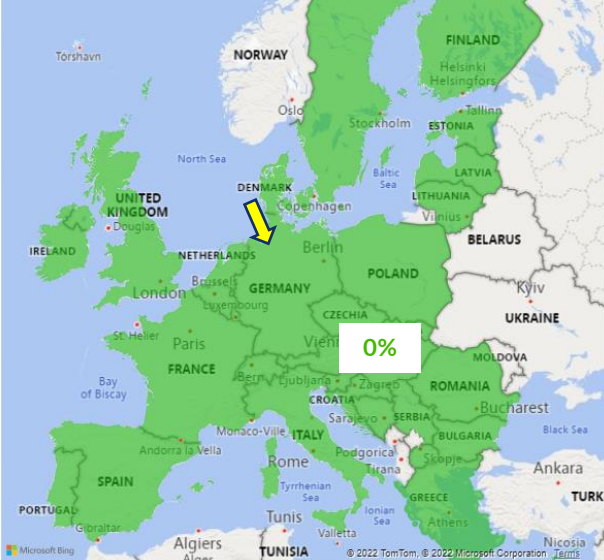 Tórshavn
NORWAY
FINLAND
Helsinki
Helsingfors
Oslo
Tallinn
Stockholm
ESTONIA
North Sea
Baltic
Sea
LATVIA
DENMARK
Copenhagen
LITHUANIA
Vilnius
UNITED
KINGDOM
Douglas
IRELAND
NETHERLANDS
Berlin
BELARUS
POLAND
London
Brussels
GERMANY
Luxembourg
Kyiv
UKRAINE
CZECHIA
St. Helier
Paris
Vien
0%
MOLDOVA
FRANCE
Bern
Ljubljana
Zagreb
ROMANIA
Bay
of Biscay
CROATIA
Bucharest
Sarajevo
SERBIA
Monaco-Ville
ITALY
BULGARIA
Black Sea
Andorra la Vella
Rome
Podgorica
Skopje
Tirana
Ankara
SPAIN
Tyrrhenian
Sea
TURK
PORTUGAL
GREECE
Ionian
Sea
Athens
Gibraltar
Tunis
Valletta
Algiers
Alger
TUNISIA
Nicosia
Microsoft Bing
© 2022 TomTom, © 2022 Microsoft Corporation Terms